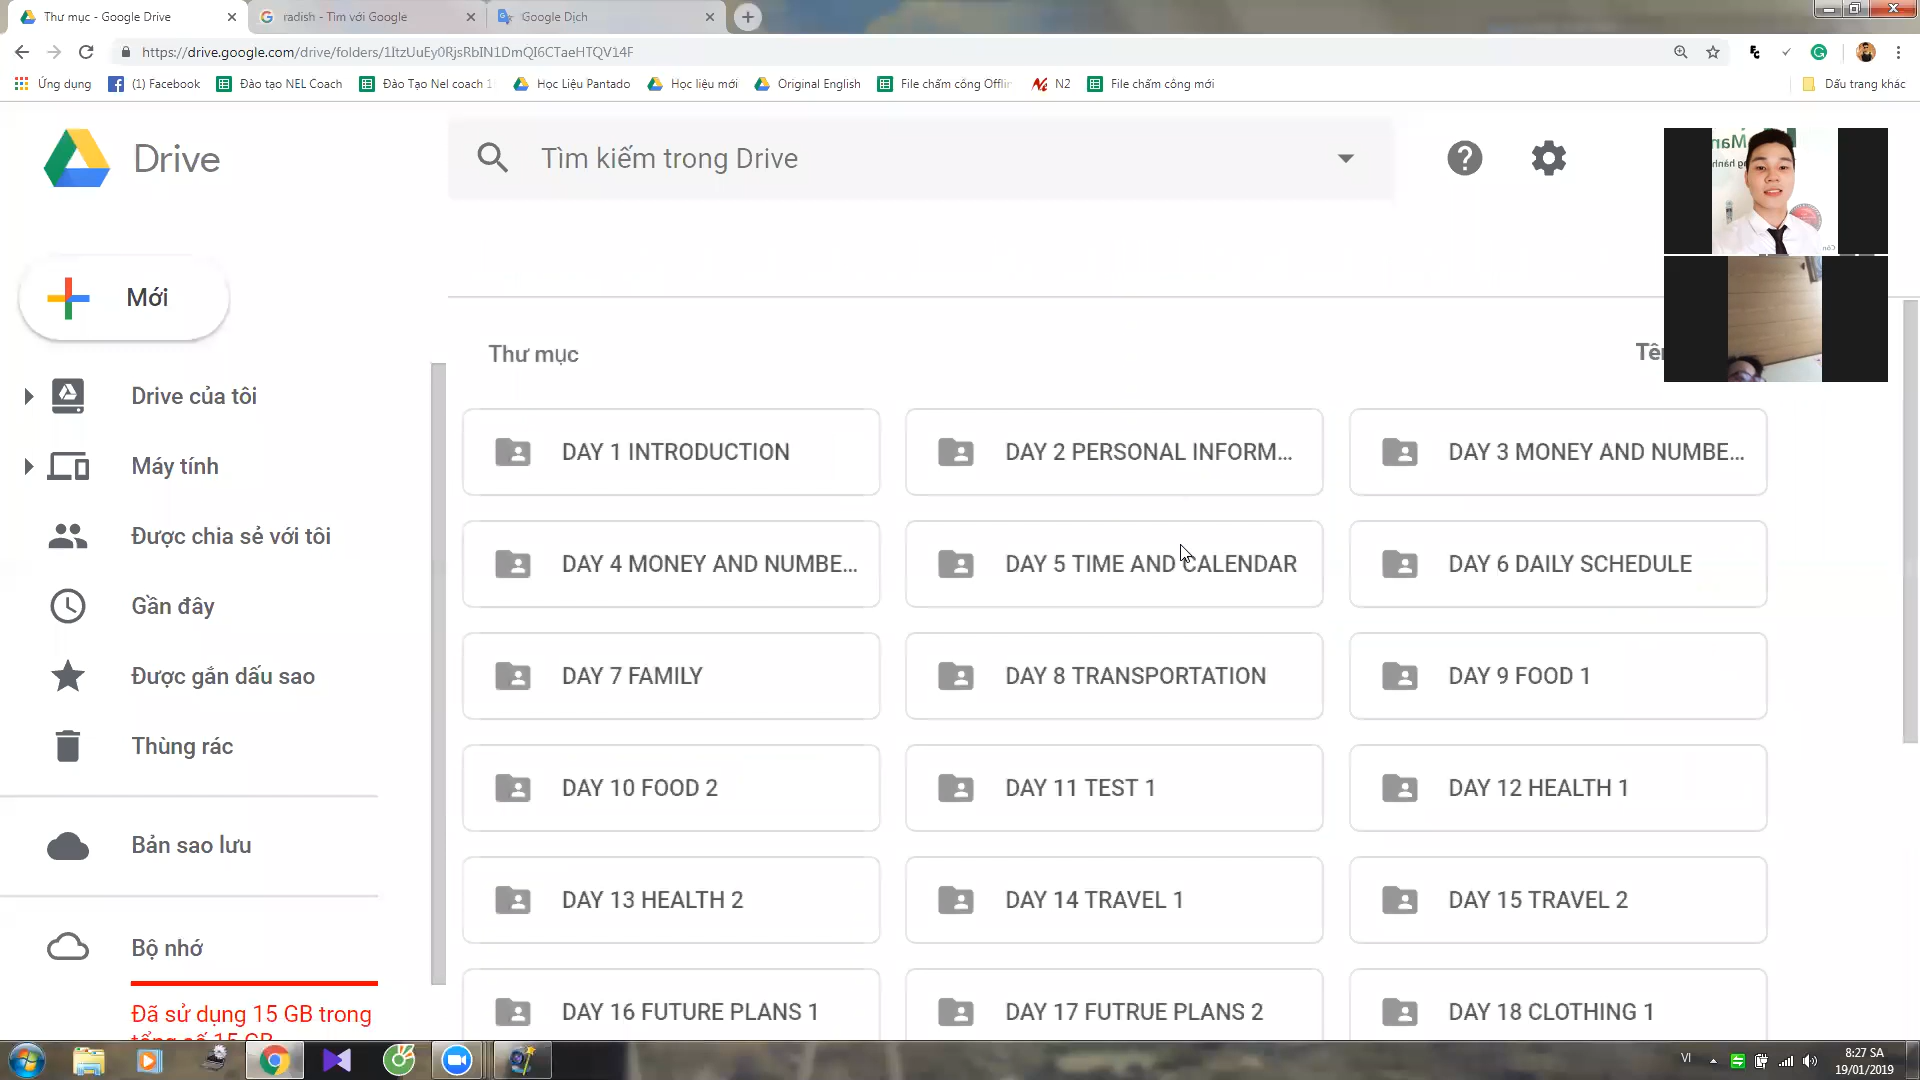 Thư mục - Google Drive
radish - Tìm với Google
Google Dịch
https://drive.google.com/drive/folders/1ItzUuEy0RjsRbIN1DmQI6CTaeHTQV14F
Ứng dụng
(1) Facebook
Đào tạo NEL Coach
Đào Tạo Nel coach 1
Học Liệu Pantado
Học liệu mới
Original English
File chấm công Offlin
N2
File chấm công mới
Dấu trang khác
Drive
Tìm kiếm trong Drive
Mới
Thư mục
Drive của tôi
Máy tính
Được chia sẻ với tôi
Gần đây
Được gắn dấu sao
Thùng rác
Bản sao lưu
Bộ nhớ
Đã sử dụng 15 GB trong
tổng số 15 GB
DAY 1 INTRODUCTION
DAY 2 PERSONAL INFORM...
DAY 3 MONEY AND NUMBE...
DAY 4 MONEY AND NUMBE...
DAY 5 TIME AND CALENDAR
DAY 6 DAILY SCHEDULE
DAY 7 FAMILY
DAY 8 TRANSPORTATION
DAY 9 FOOD 1
DAY 10 FOOD 2
DAY 11 TEST 1
DAY 12 HEALTH 1
DAY 13 HEALTH 2
DAY 14 TRAVEL 1
DAY 15 TRAVEL 2
DAY 16 FUTURE PLANS 1
DAY 17 FUTRUE PLANS 2
DAY 18 CLOTHING 1
VI
8:27 SA
19/01/2019